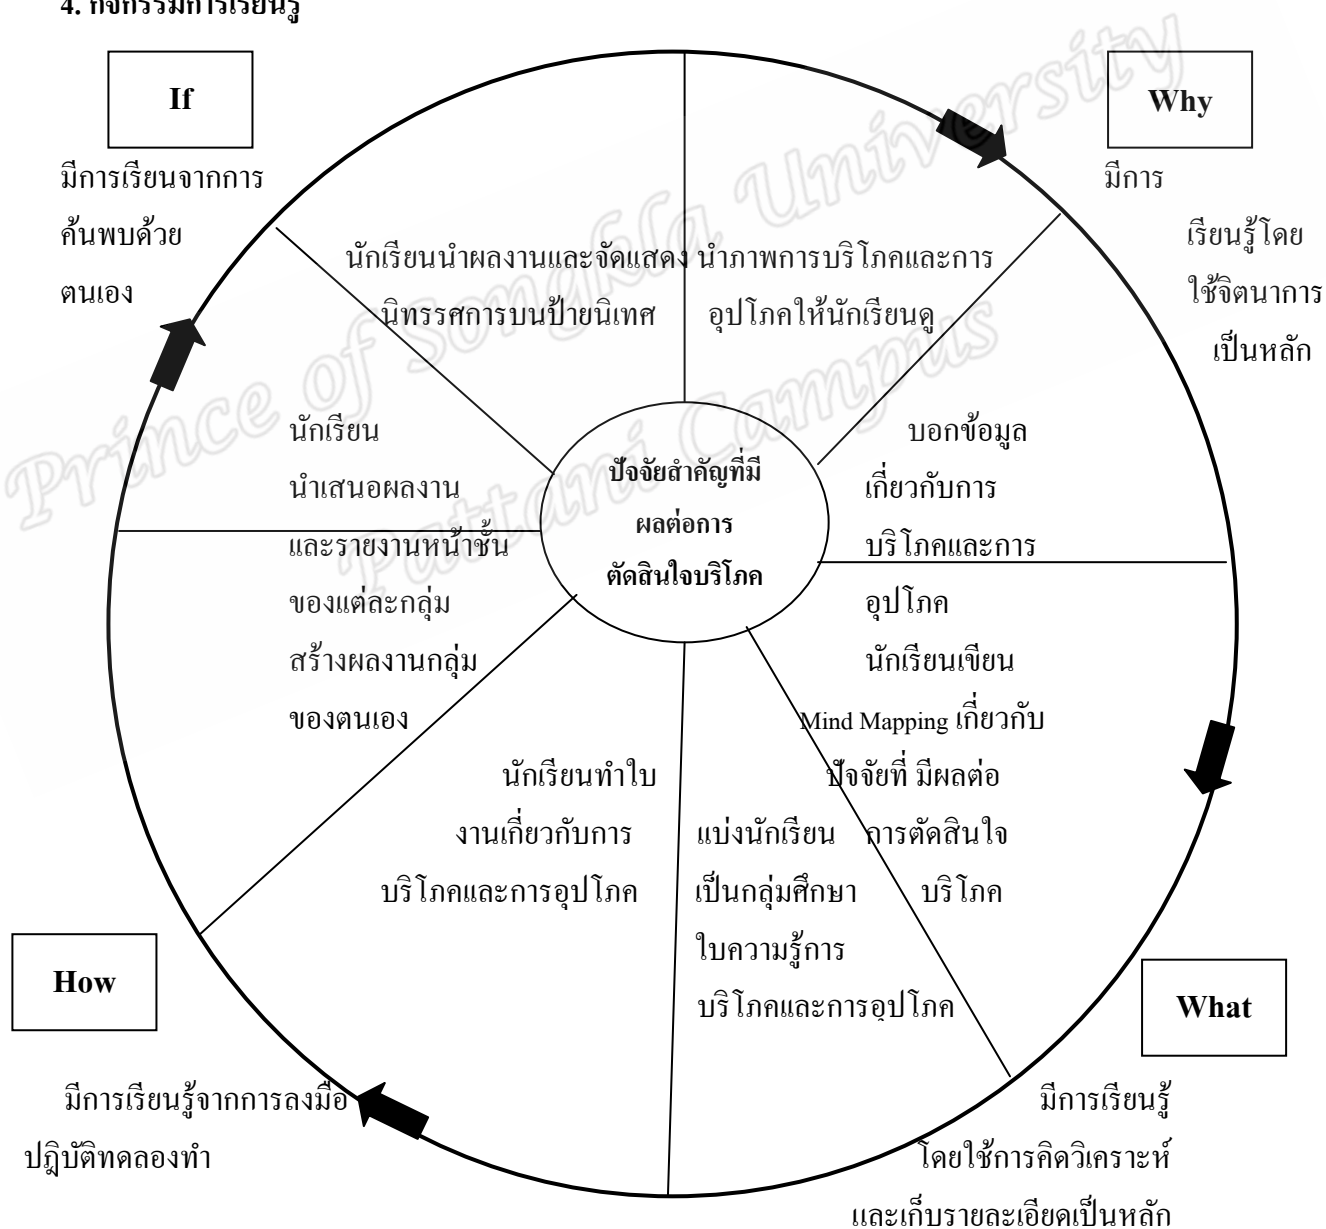 4. กิจกรรมการเรียนรู้
If
Why
มีการเรียนจากการ
ค้นพบด้วย
ตนเอง
มีการ
เรียนรู้โดย
ใช้จิตนาการ
เป็นหลัก
นักเรียนนำผลงานและจัดแสดง
นิทรรศการบนป้ายนิเทศ
นำภาพการบริโภคและการ
อุปโภคให้นักเรียนดู
บอกข้อมูล
เกี่ยวกับการ
บริโภคและการ
อุปโภค
นักเรียนเขียน
Mind Mapping เกี่ยวกับ
ปัจจัยที่ มีผลต่อ
การตัดสินใจ
บริโภค
แบ่งนักเรียน
เป็นกลุ่มศึกษา
ใบความรู้การ
บริโภคและการอุปโภค
นักเรียนทำใบ
งานเกี่ยวกับการ
บริโภคและการอุปโภค
นักเรียน
นำเสนอผลงาน
และรายงานหน้าชั้น
ของแต่ละกลุ่ม
สร้างผลงานกลุ่ม
ของตนเอง
ปัจจัยสำคัญที่มี
ผลต่อการ
ตัดสินใจบริโภค
How
What
มีการเรียนรู้จากการลงมือ
ปฎิบัติทดลองทำ
มีการเรียนรู้
โดยใช้การคิดวิเคราะห์
และเก็บรายละเอียดเป็นหลัก
Prince of Songkla University
Pattani Campus